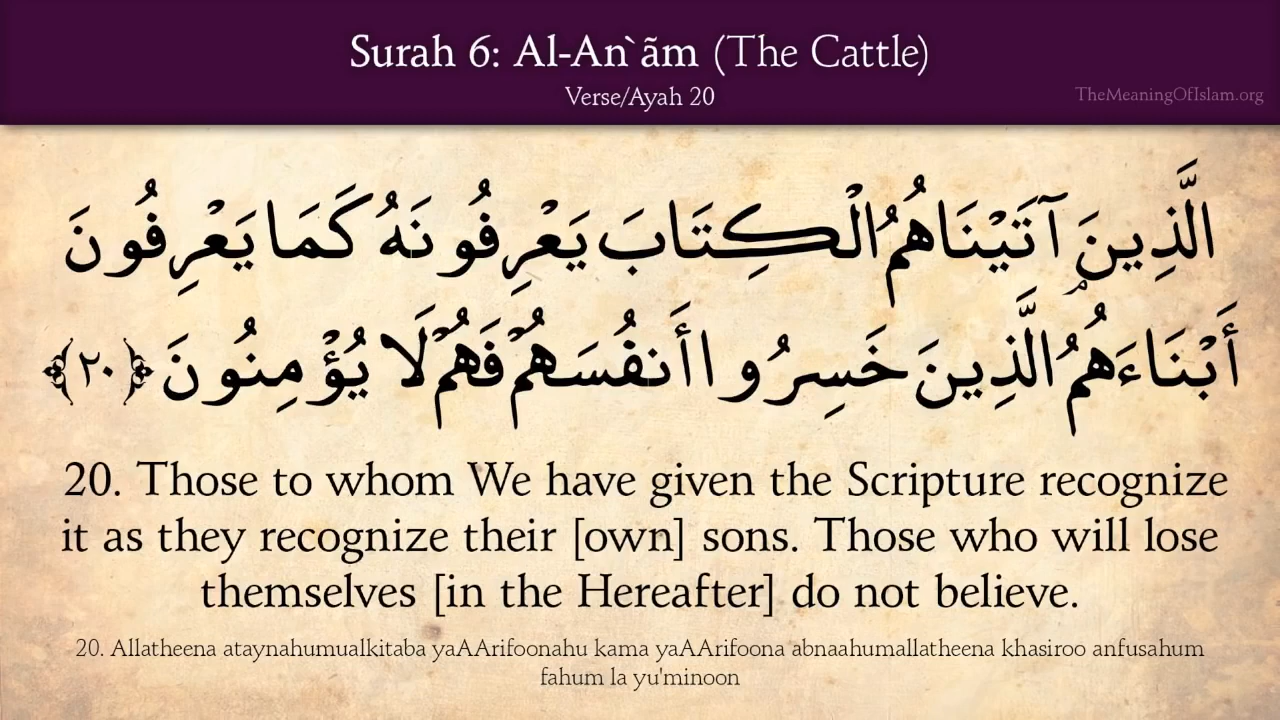 Surah 6: Al-An`ãm (The Cattle)
Verse/Ayah 20
TheMeaningOfIslam.org
الَّذِينَ آتَيْنَاهُمُ الْكِتَابَ يَعْرِفُونَهُ كَمَا يَعْرِفُونَ
أَبْنَاءَهُمُ الَّذِينَ خَسِرُوا أَنفُسَهُمْ فَهُمْ لَا يُؤْمِنُونَ ﴿٢٠﴾
20. Those to whom We have given the Scripture recognize
it as they recognize their [own] sons. Those who will lose
themselves [in the Hereafter] do not believe.
20. Allatheena ataynahumualkitaba yaAArifoonahu kama yaAArifoona abnaahumallatheena khasiroo anfusahum
fahum la yu'minoon